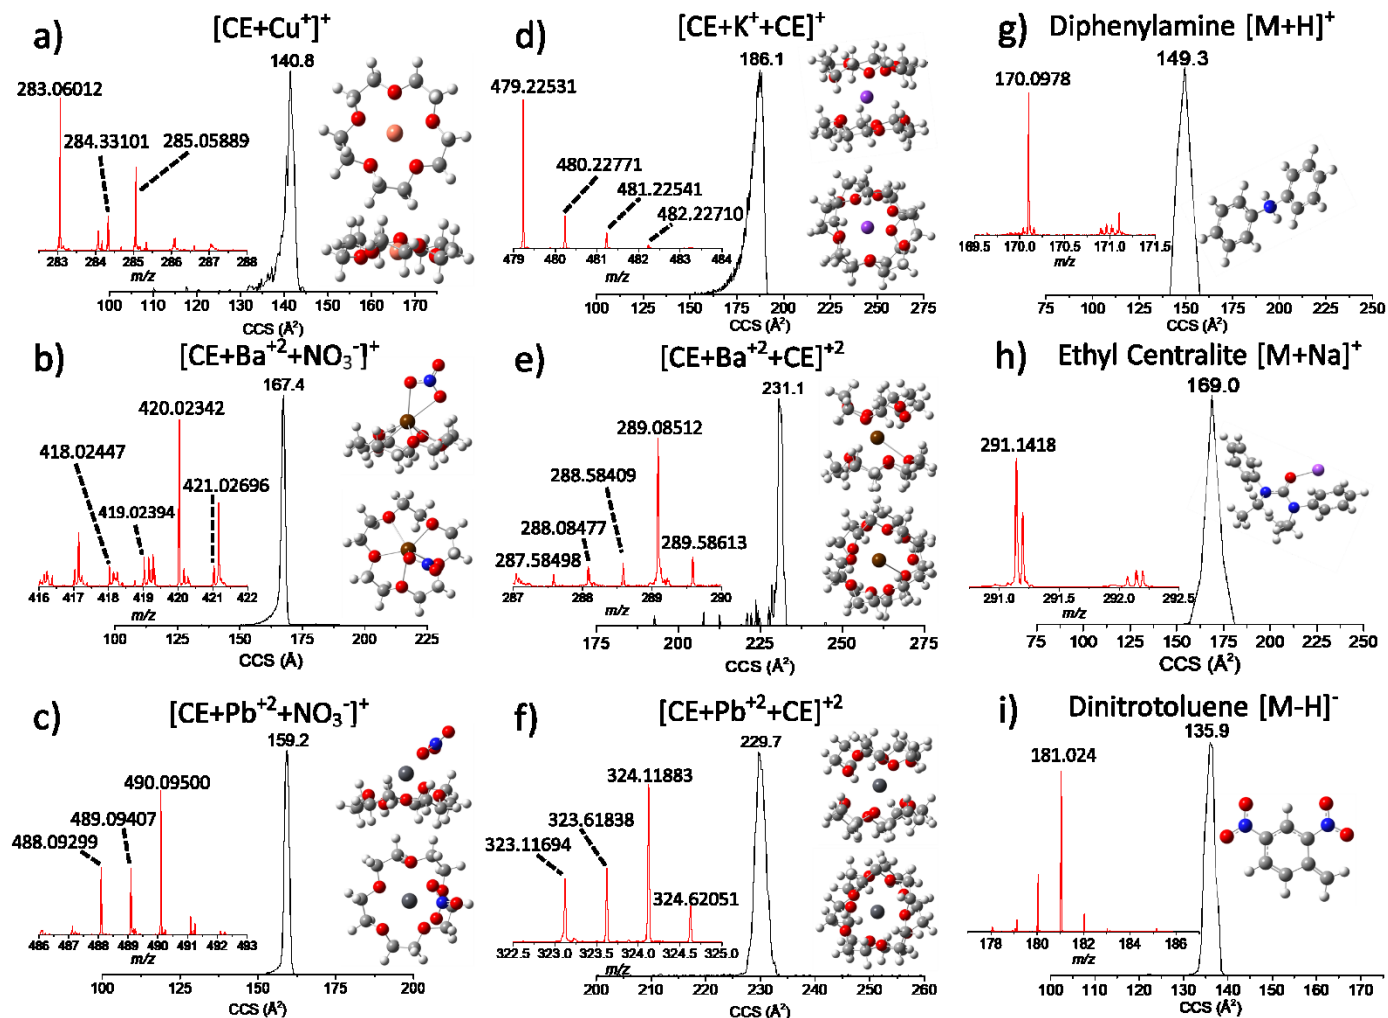 a) [CE+Cu⁺]⁺
140.8
283.06012
284.33101
285.05889
283 284 285 286 287 288
m/z
100 110 120 130 140 150 160 170
CCS (Å²)
b) [CE+Ba⁺²+NO₃⁻]⁺
167.4
420.02342
418.02447
421.02696
419.02394
416 417 418 419 420 421 422
m/z
100 125 150 175 200 225
CCS (Å)
c) [CE+Pb⁺²+NO₃⁻]⁺
159.2
490.09500
489.09407
488.09299
486 487 488 489 490 491 492 493
m/z
100 120 140 160 180 200
CCS (Å²)
d) [CE+K⁺+CE]⁺
186.1
479.22531
480.22771
481.22541
482.22710
479 480 481 482 483 484
m/z
100 125 150 175 200 225 250 275
CCS (Å²)
e) [CE+Ba⁺²+CE]⁺²
231.1
289.08512
288.58409
288.08477
287.58498
289.58613
287 288 289 290
m/z
175 200 225 250 275
CCS (Å²)
f) [CE+Pb⁺²+CE]⁺²
229.7
324.11883
323.61838
323.11694
324.62051
322.5 323.0 323.5 324.0 324.5 325.0
m/z
200 210 220 230 240 250 260
CCS (Å²)
g) Diphenylamine [M+H]⁺
149.3
170.0978
169.5 170.0 170.5 171.0 171.5
m/z
75 100 125 150 175 200 225 250
CCS (Å²)
h) Ethyl Centralite [M+Na]⁺
169.0
291.1418
291.0 291.5 292.0 292.5
m/z
75 100 125 150 175 200 225 250
CCS (Å²)
i) Dinitrotoluene [M-H]⁻
135.9
181.024
178 180 182 184 186
m/z
100 110 120 130 140 150 160 170
CCS (Å²)